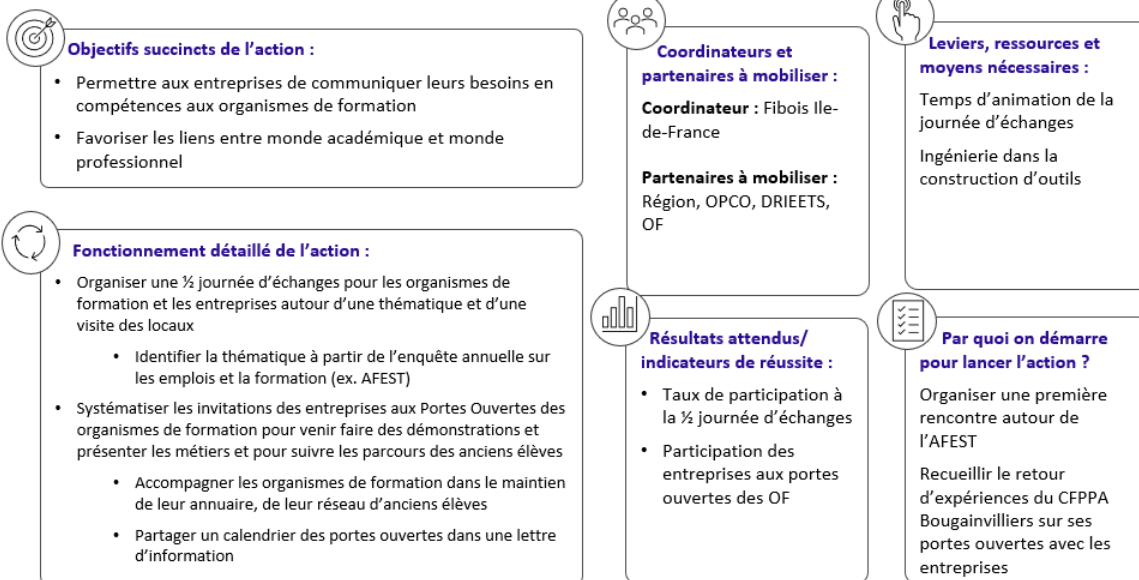 Objectifs succincts de l’action :
• Permettre aux entreprises de communiquer leurs besoins en
compétences aux organismes de formation
• Favoriser les liens entre monde académique et monde
professionnel
Fonctionnement détaillé de l’action :
• Organiser une ½ journée d’échanges pour les organismes de
formation et les entreprises autour d’une thématique et d’une
visite des locaux
• Identifier la thématique à partir de l’enquête annuelle sur
les emplois et la formation (ex. AFEST)
• Systématiser les invitations des entreprises aux Portes Ouvertes des
organismes de formation pour venir faire des démonstrations et
présenter les métiers et pour suivre les parcours des anciens élèves
• Accompagner les organismes de formation dans le maintien
de leur annuaire, de leur réseau d’anciens élèves
• Partager un calendrier des portes ouvertes dans une lettre
d’information
Coordinateurs et
partenaires à mobiliser :
Coordinateur : Fibois Ile-
de-France
Partenaires à mobiliser :
Région, OPCO, DRIEETS,
OF
Résultats attendus/
indicateurs de réussite :
• Taux de participation à
la ½ journée d’échanges
• Participation des
entreprises aux portes
ouvertes des OF
Leviers, ressources et
moyens nécessaires :
Temps d’animation de la
journée d’échanges
Ingénierie dans la
construction d’outils
Par quoi on démarre
pour lancer l’action ?
Organiser une première
rencontre autour de
l’AFEST
Recueillir le retour
d’expériences du CFPPA
Bougainvilliers sur ses
portes ouvertes avec les
entreprises